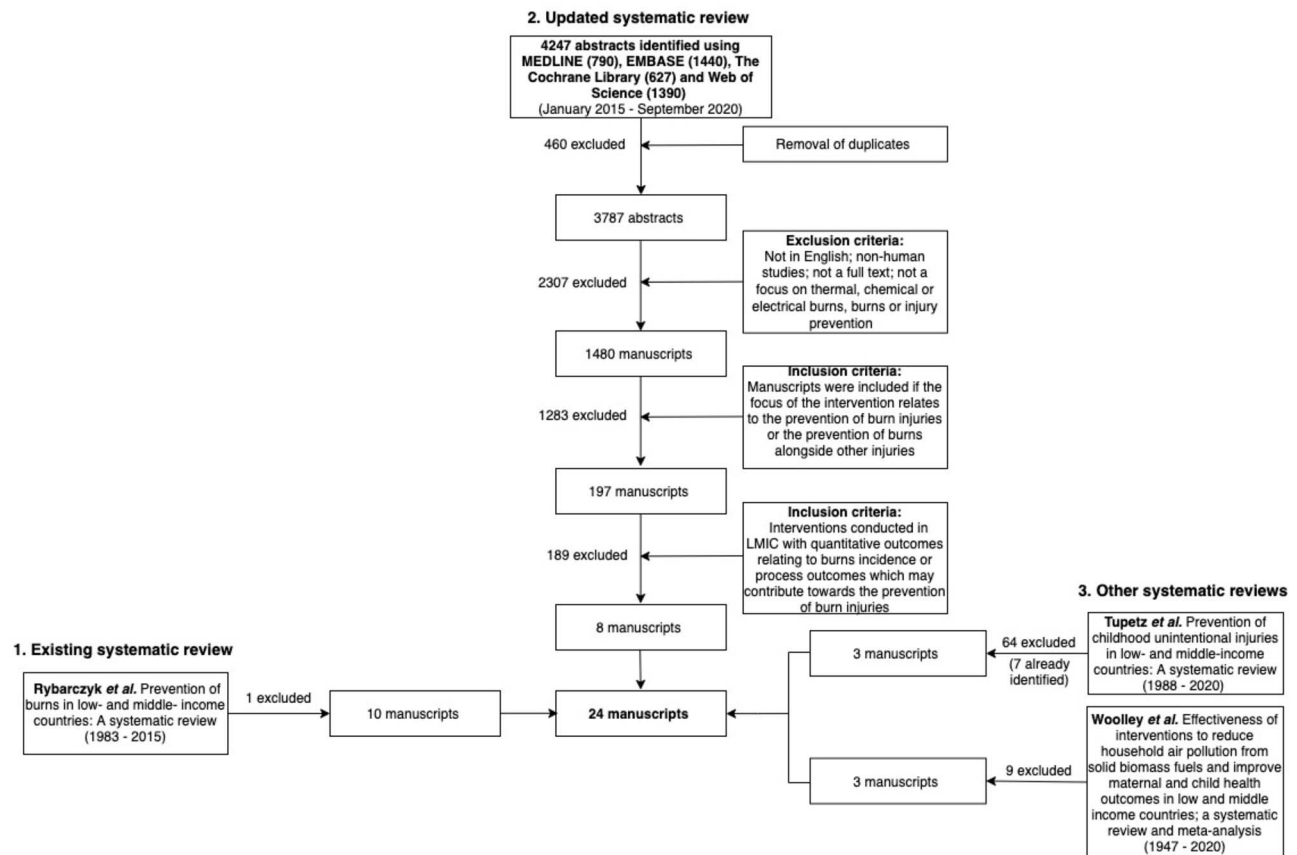 2. Updated systematic review
4247 abstracts identified using
MEDLINE (790), EMBASE (1440), The
Cochrane Library (627) and Web of
Science (1390)
(January 2015 - September 2020)
460 excluded
Removal of duplicates
3787 abstracts
2307 excluded
Exclusion criteria:
Not in English; non-human
studies; not a full text; not a
focus on thermal, chemical or
electrical burns, burns or injury
prevention
1480 manuscripts
1283 excluded
Inclusion criteria:
Manuscripts were included if the
focus of the intervention relates
to the prevention of burn injuries
or the prevention of burns
alongside other injuries
197 manuscripts
189 excluded
Inclusion criteria:
Interventions conducted in
LMIC with quantitative outcomes
relating to burns incidence or
process outcomes which may
contribute towards the prevention
of burn injuries
8 manuscripts
1. Existing systematic review
Rybarczyk et al. Prevention of
burns in low- and middle- income
countries: A systematic review
(1983 - 2015)
1 excluded
10 manuscripts
24 manuscripts
3. Other systematic reviews
Tupetz et al. Prevention of
childhood unintentional injuries
in low- and middle-income
countries: A systematic review
(1988 - 2020)
64 excluded
(7 already
identified)
3 manuscripts
Woolley et al. Effectiveness of
interventions to reduce
household air pollution from
solid biomass fuels and improve
maternal and child health
outcomes in low and middle
income countries; a systematic
review and meta-analysis
(1947 - 2020)
9 excluded
3 manuscripts